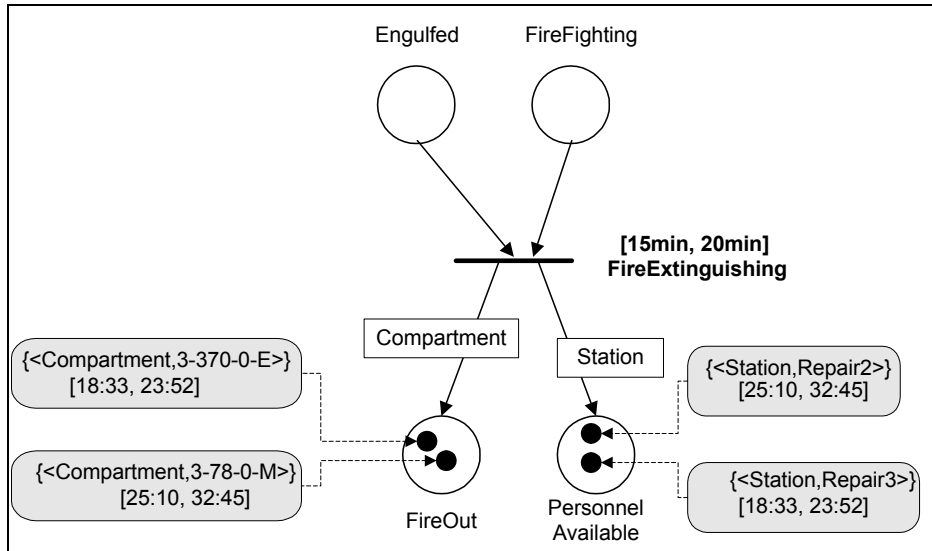 Engulfed
FireFighting
[15min, 20min]
FireExtinguishing
Compartment
Station
{<Compartment,3-370-0-E>}
[18:33, 23:52]
{<Station,Repair2>}
[25:10, 32:45]
{<Compartment,3-78-0-M>}
[25:10, 32:45]
{<Station,Repair3>}
[18:33, 23:52]
FireOut
Personnel
Available